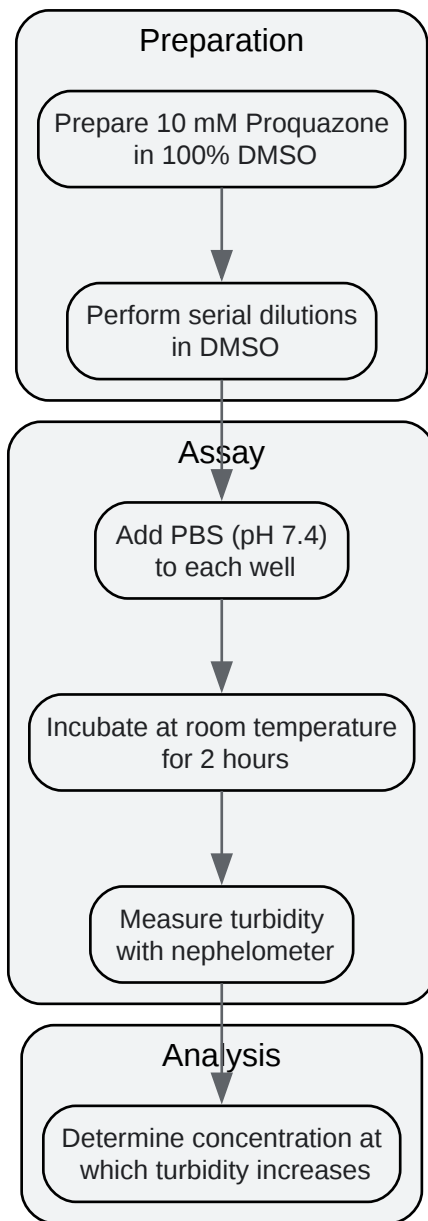 Preparation
Prepare 10 mM Proquazone
in 100% DMSO
Perform serial dilutions
in DMSO
Assay
Add PBS (pH 7.4)
to each well
Incubate at room temperature
for 2 hours
Measure turbidity
with nephelometer
Analysis
Determine concentration at
which turbidity increases